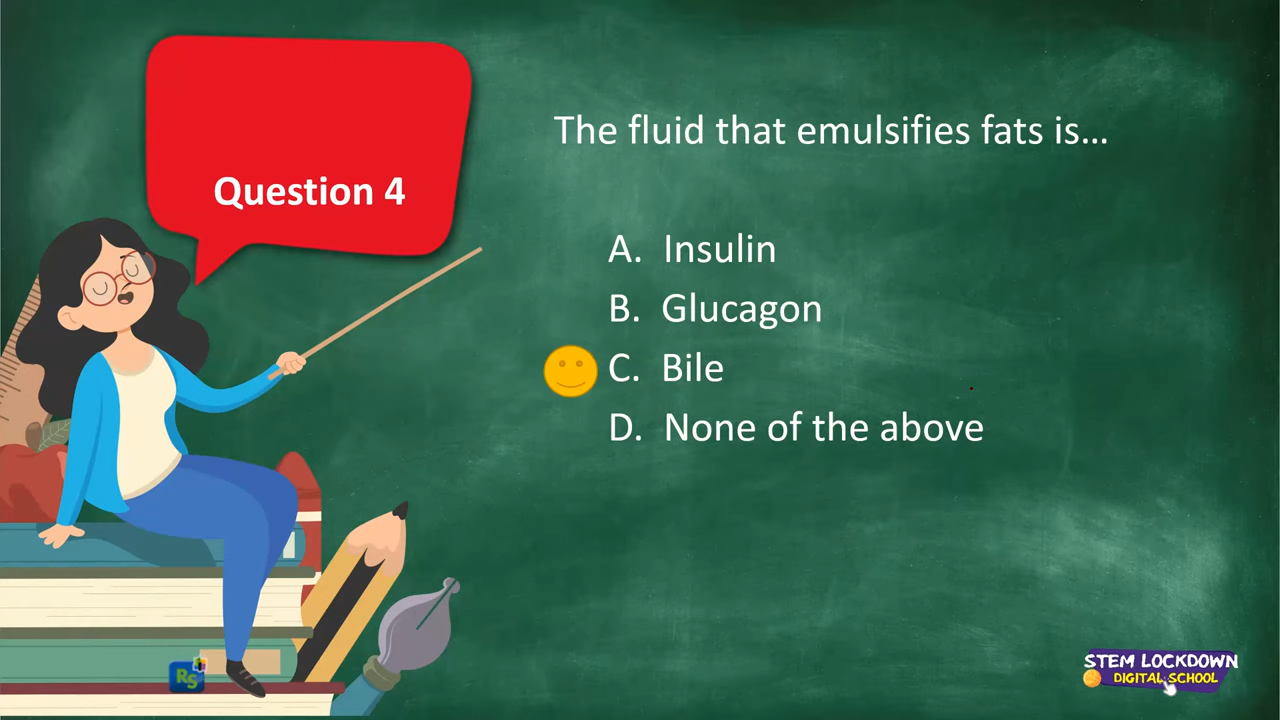 Question 4
The fluid that emulsifies fats is...
A. Insulin
B. Glucagon
C. Bile
D. None of the above
RS
STEM LOCKDOWN
DIGITAL SCHOOL